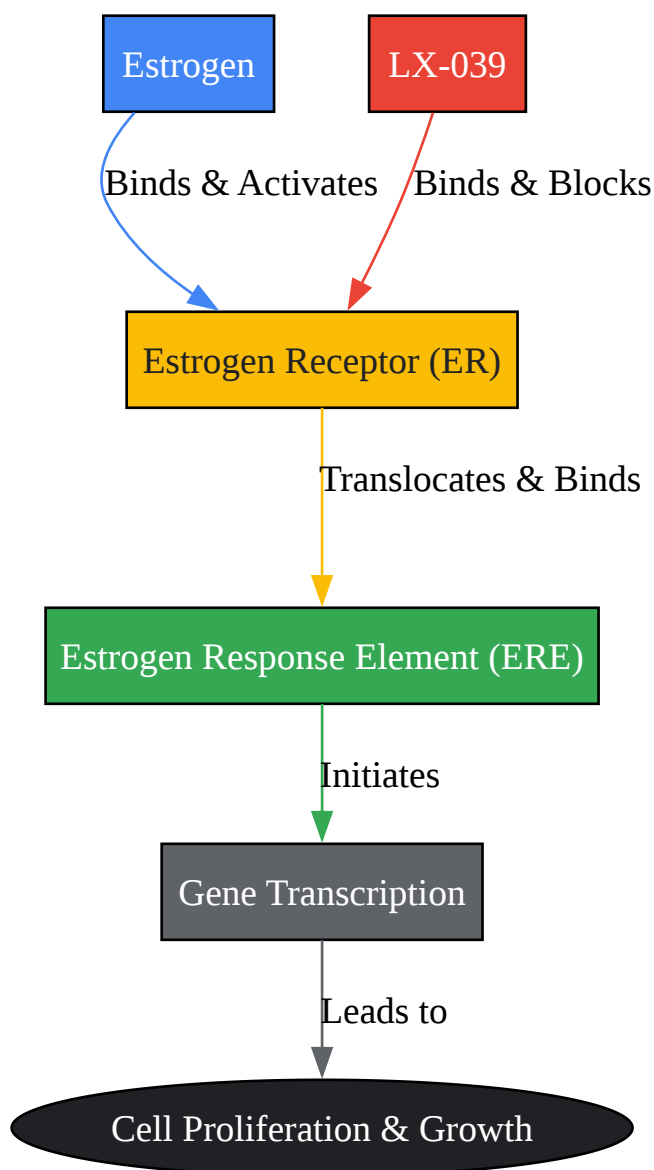 Estrogen
LX-039
Binds & Activates
Binds & Blocks
Estrogen Receptor (ER)
Translocates & Binds
Estrogen Response Element (ERE)
Initiates
Gene Transcription
Leads to
Cell Proliferation & Growth